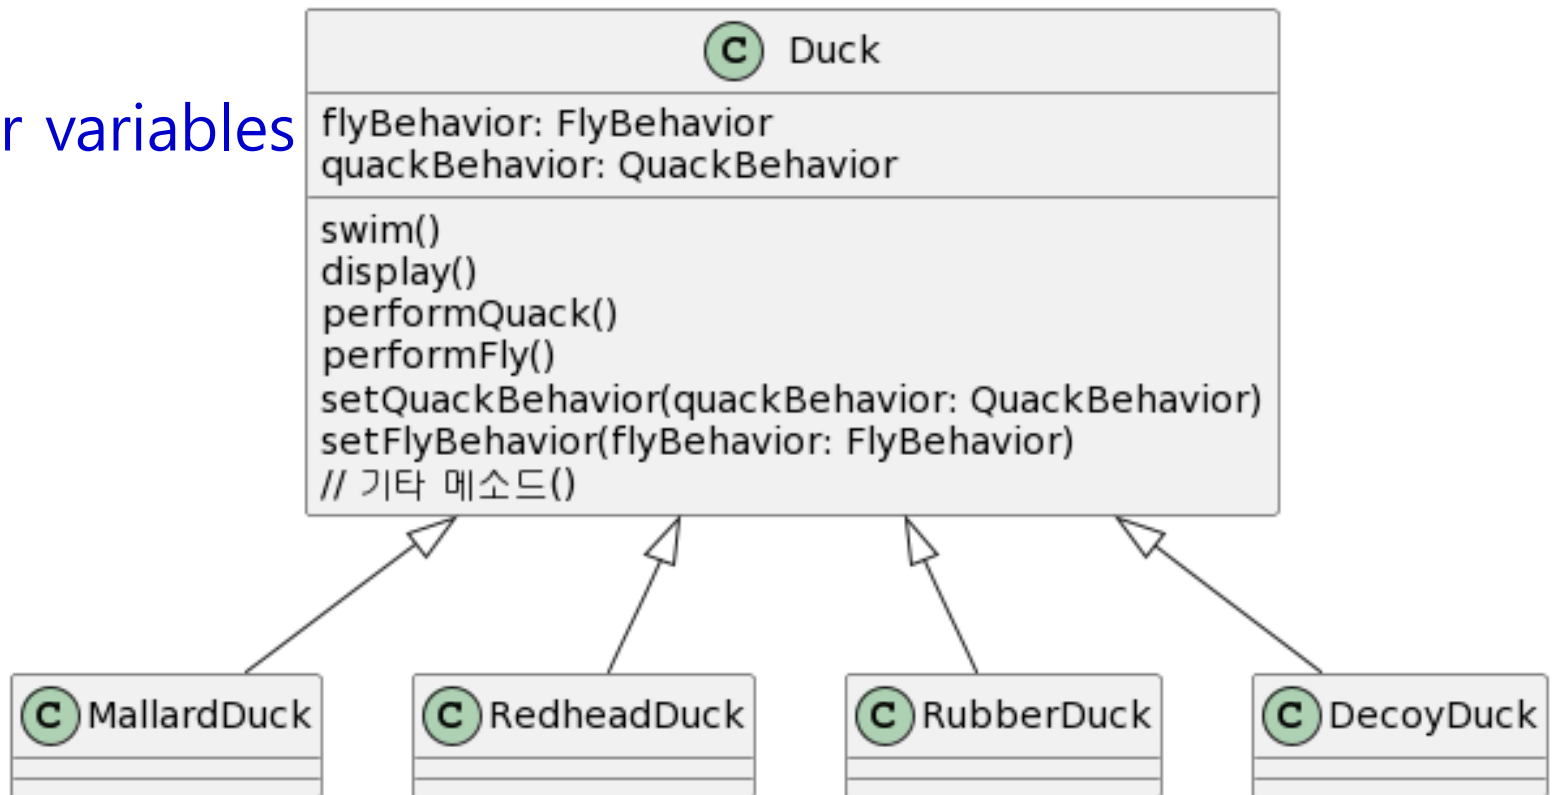 C Duck
r variables
flyBehavior: FlyBehavior
quackBehavior: QuackBehavior
swim()
display()
performQuack()
performFly()
setQuackBehavior(quackBehavior: QuackBehavior)
setFlyBehavior(flyBehavior: FlyBehavior)
// 기타 메소드()
C MallardDuck
C RedheadDuck
C RubberDuck
C DecoyDuck